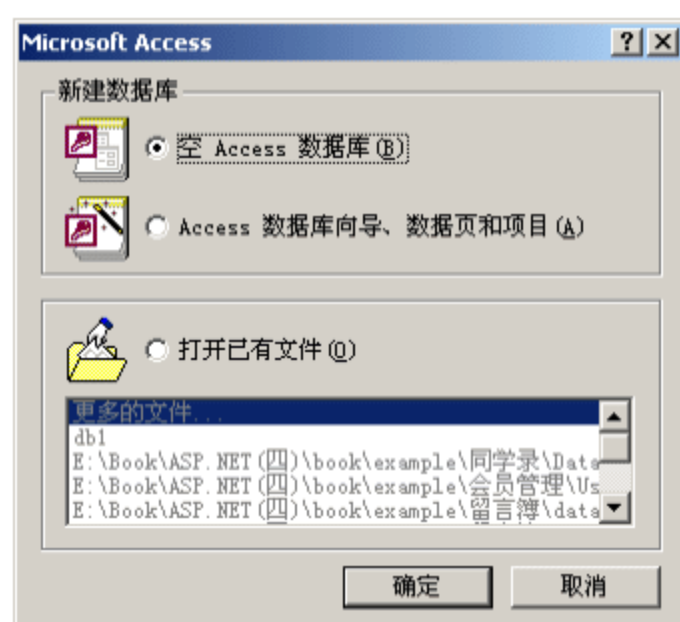 Microsoft Access
新建数据库
空 Access 数据库(B)
Access 数据库向导、数据页和项目(A)
打开已有文件(O)
更多的文件...
db1
E:\Book\ASP.NET(四)\book\example\同学录\Data
E:\Book\ASP.NET(四)\book\example\会员管理\Us
E:\Book\ASP.NET(四)\book\example\留言簿\data
确定 取消